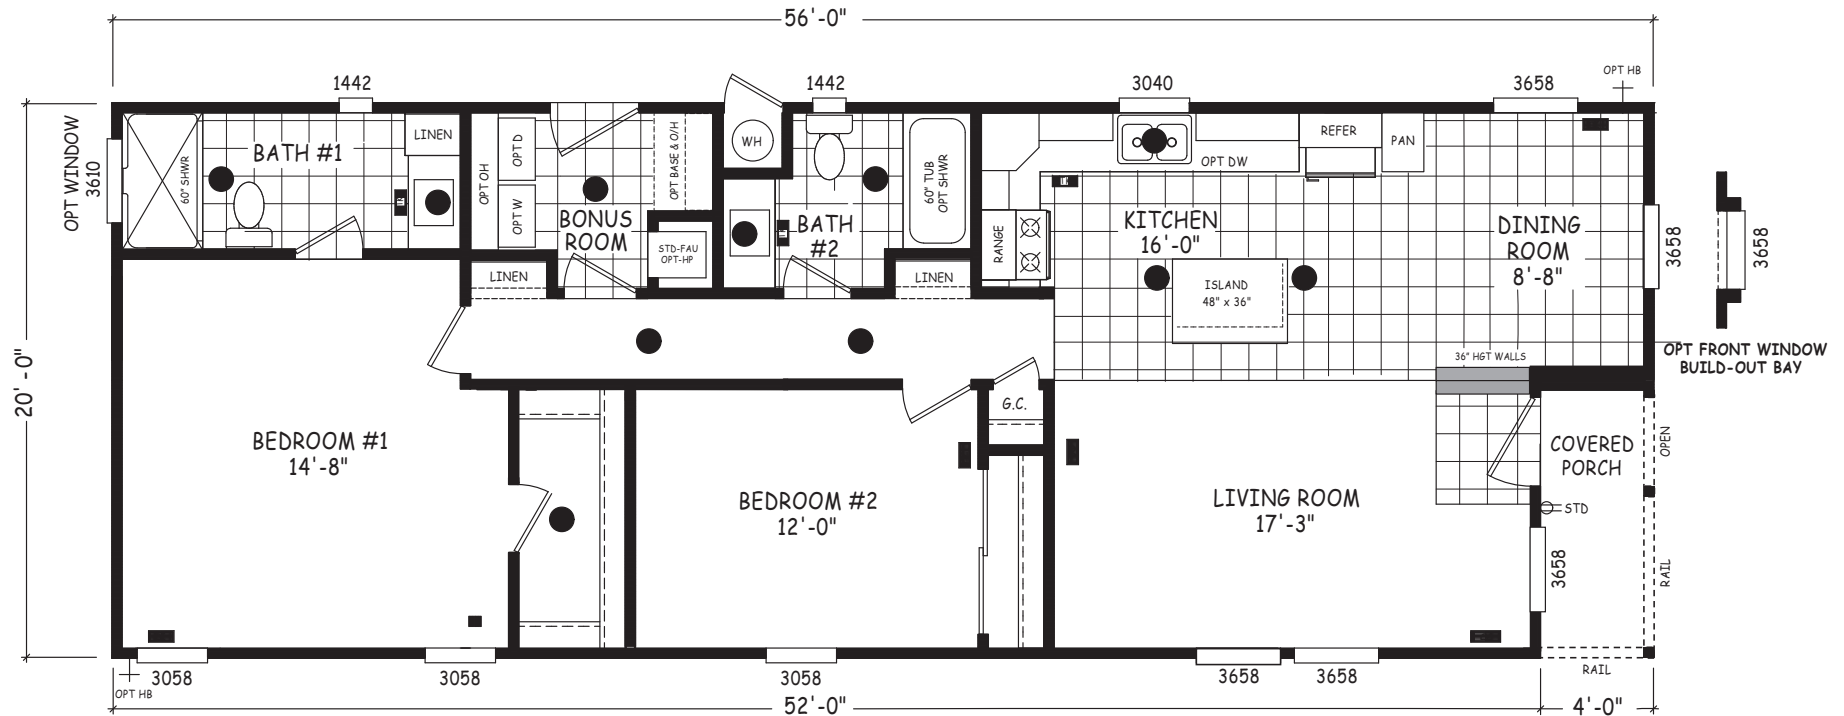 56'-0"
OPT HB
1442
1442
3040
3658
OPT WINDOW
3610
60" SHWR
BATH #1
LINEN
OPT OH
OPT D
OPT W
BONUS
ROOM
OPT BASE & O/H
STD-FAU
OPT-HP
WH
BATH
#2
60" TUB
OPT SHWR
LINEN
LINEN
RANGE
OPT DW
REFER
PAN
KITCHEN
16'-0"
ISLAND
48" x 36"
DINING
ROOM
8'-8"
3658
3658
OPT FRONT WINDOW
BUILD-OUT BAY
36" HGT WALLS
20'-0"
G.C.
BEDROOM #1
14'-8"
BEDROOM #2
12'-0"
LIVING ROOM
17'-3"
COVERED
PORCH
OPEN
STD
3658
RAIL
RAIL
OPT HB
3058
3058
3058
3658
3658
52'-0"
4'-0"